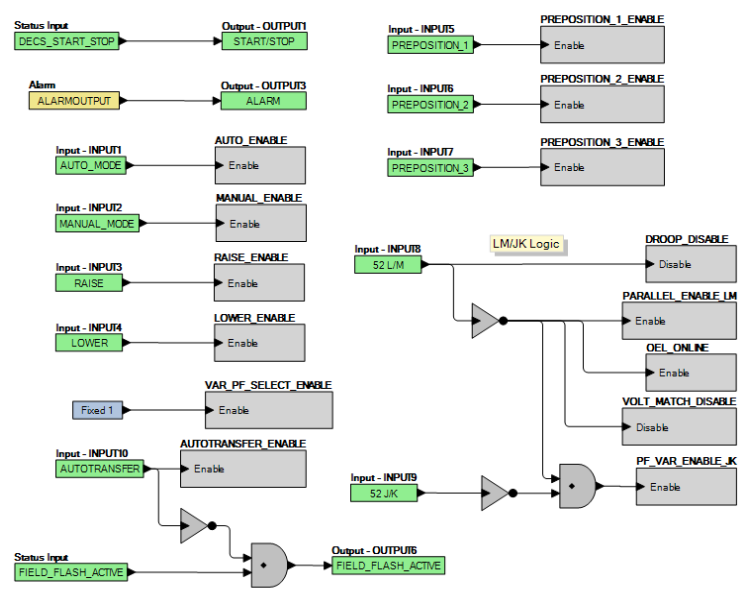 Status Input
DECS_START_STOP
Output - OUTPUT1
START/STOP
Alarm
ALARMOUTPUT
Output - OUTPUT3
ALARM
Input - INPUT1
AUTO_MODE
AUTO_ENABLE
Enable
Input - INPUT2
MANUAL_MODE
MANUAL_ENABLE
Enable
Input - INPUT3
RAISE
RAISE_ENABLE
Enable
Input - INPUT4
LOWER
LOWER_ENABLE
Enable
Fixed 1
VAR_PF_SELECT_ENABLE
Enable
Input - INPUT10
AUTOTRANSFER
AUTOTRANSFER_ENABLE
Enable
Status Input
FIELD_FLASH_ACTIVE
Output - OUTPUT6
FIELD_FLASH_ACTIVE
Input - INPUT5
PREPOSITION_1
PREPOSITION_1_ENABLE
Enable
Input - INPUT6
PREPOSITION_2
PREPOSITION_2_ENABLE
Enable
Input - INPUT7
PREPOSITION_3
PREPOSITION_3_ENABLE
Enable
LM/JK Logic
Input - INPUT8
52 L/M
DROOP_DISABLE
Disable
PARALLEL_ENABLE_LM
Enable
OEL_ONLINE
Enable
VOLT_MATCH_DISABLE
Disable
Input - INPUT9
52 J/K
PF_VAR_ENABLE_JK
Enable